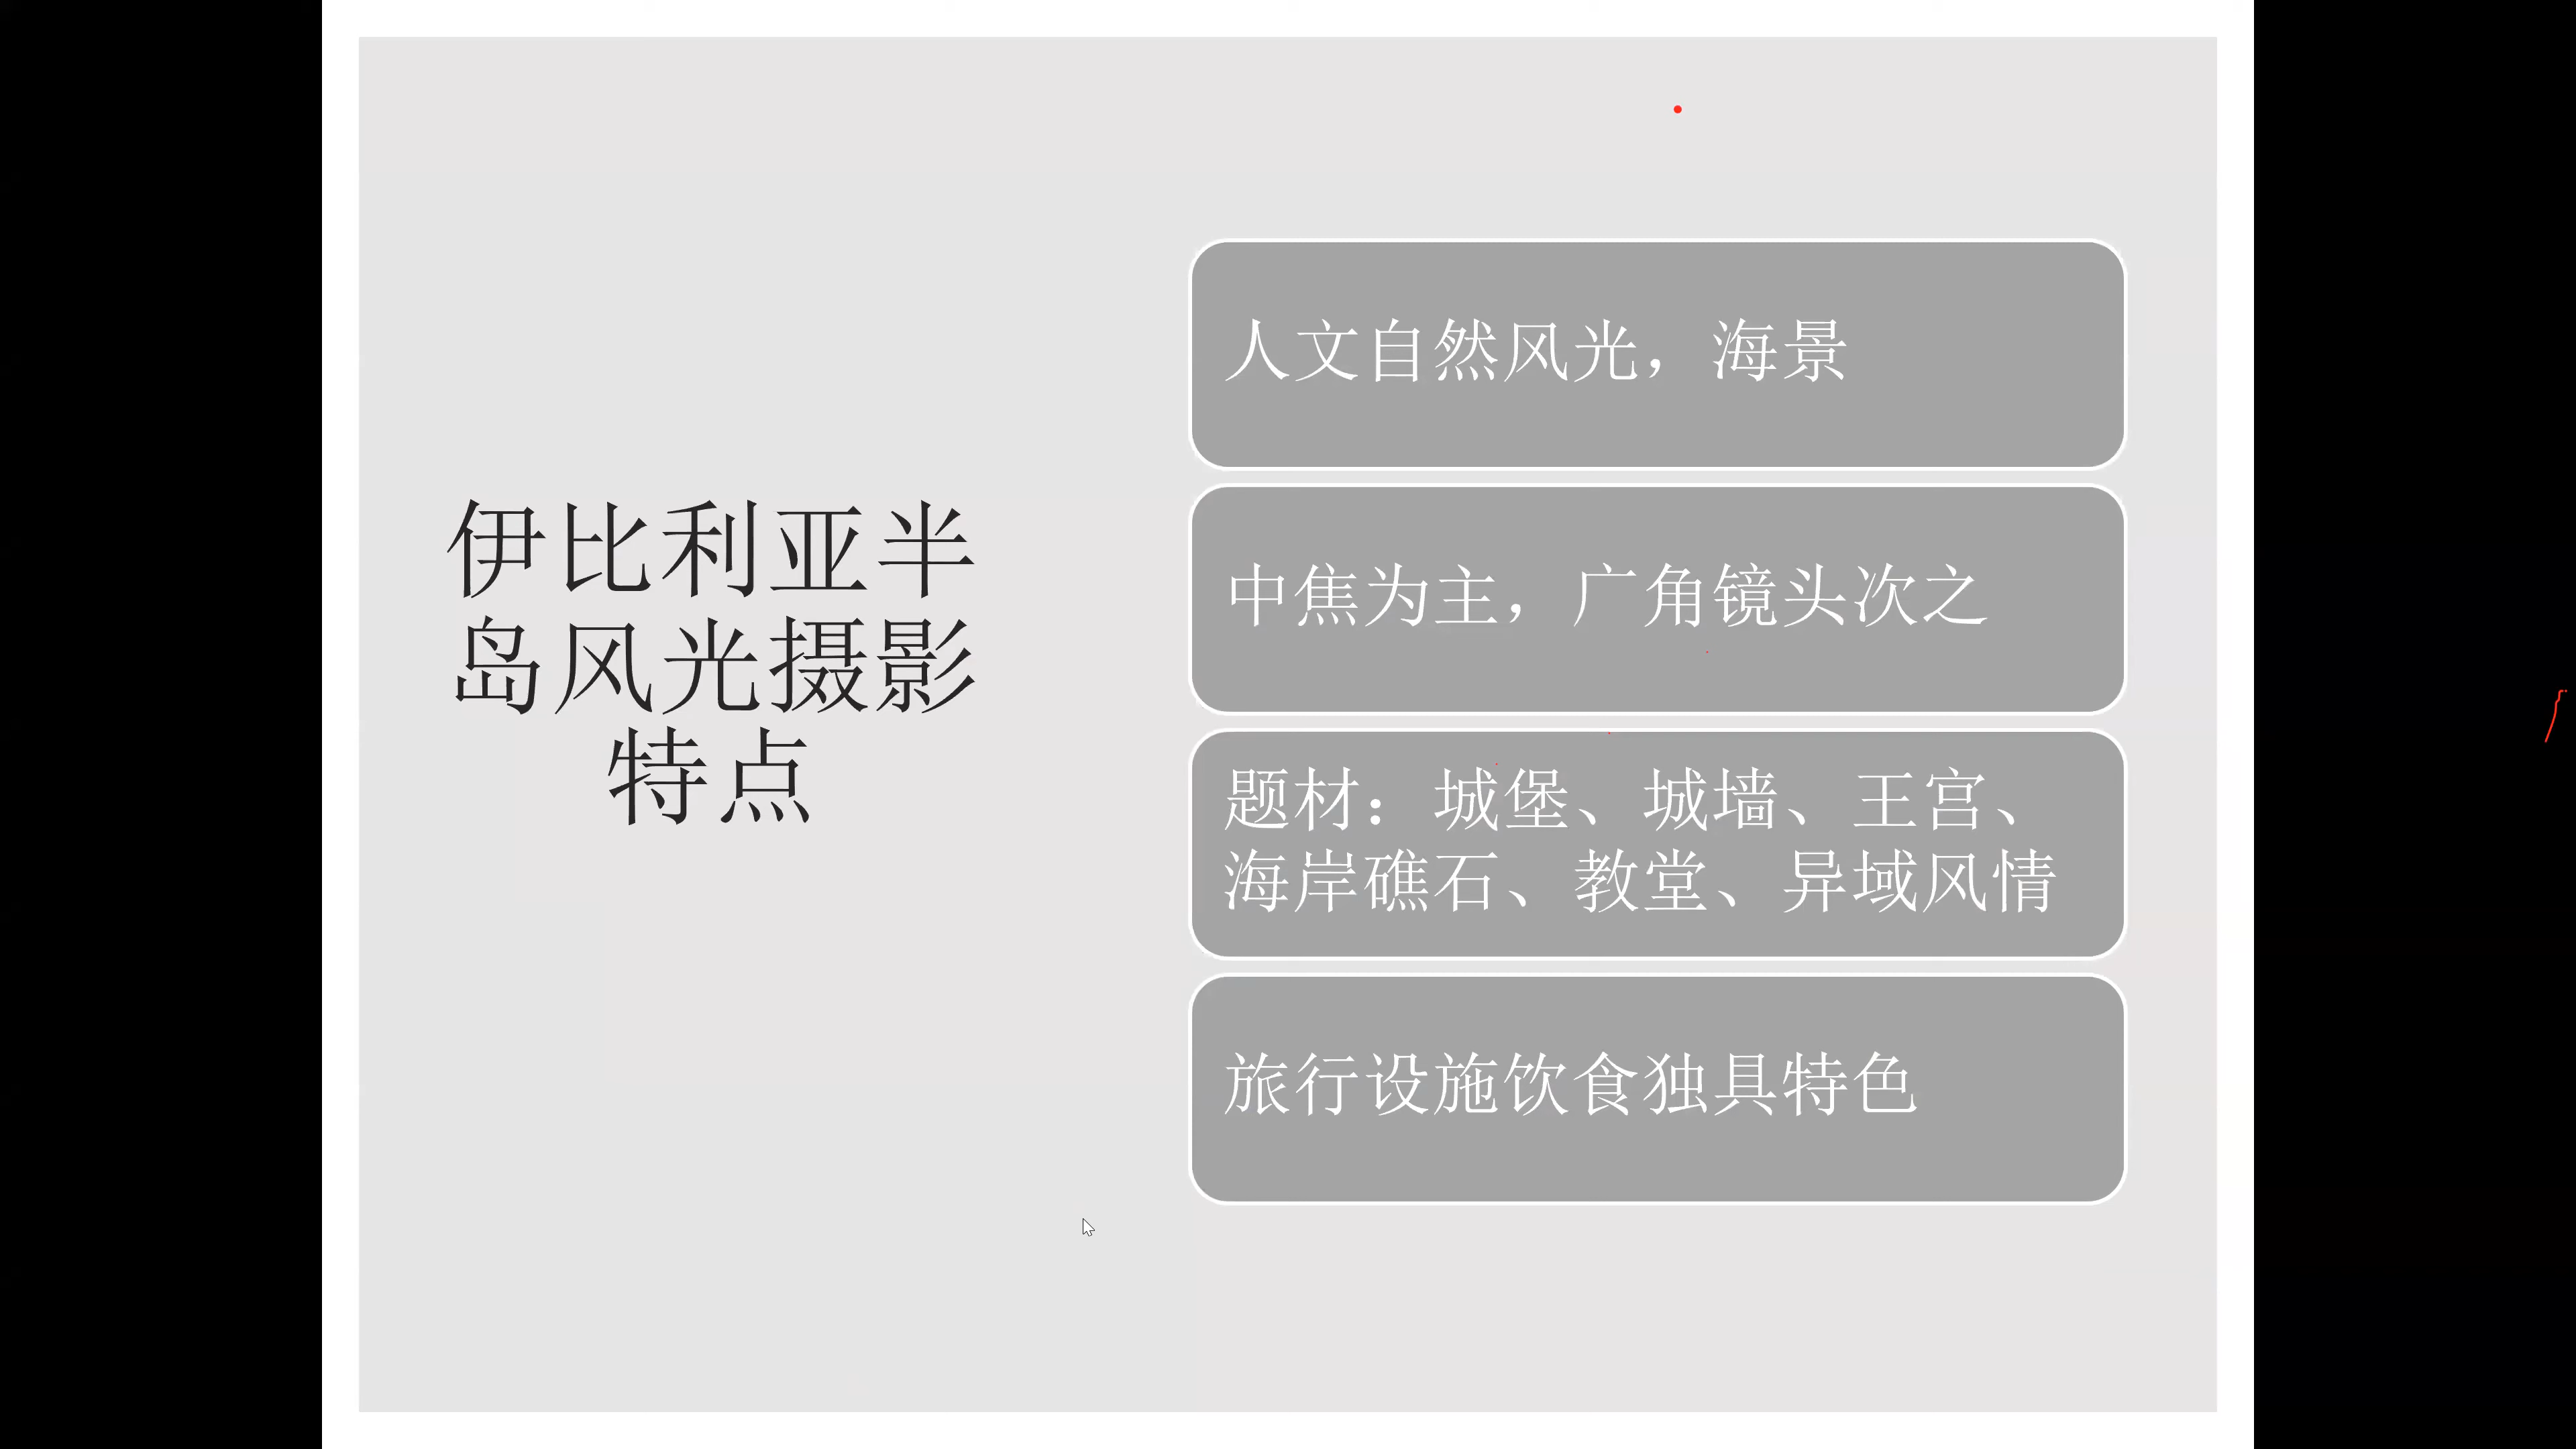 伊比利亚半
岛风光摄影
特点
人文自然风光，海景
中焦为主，广角镜头次之
题材：城堡、城墙、王宫、
海岸礁石、教堂、异域风情
旅行设施饮食独具特色